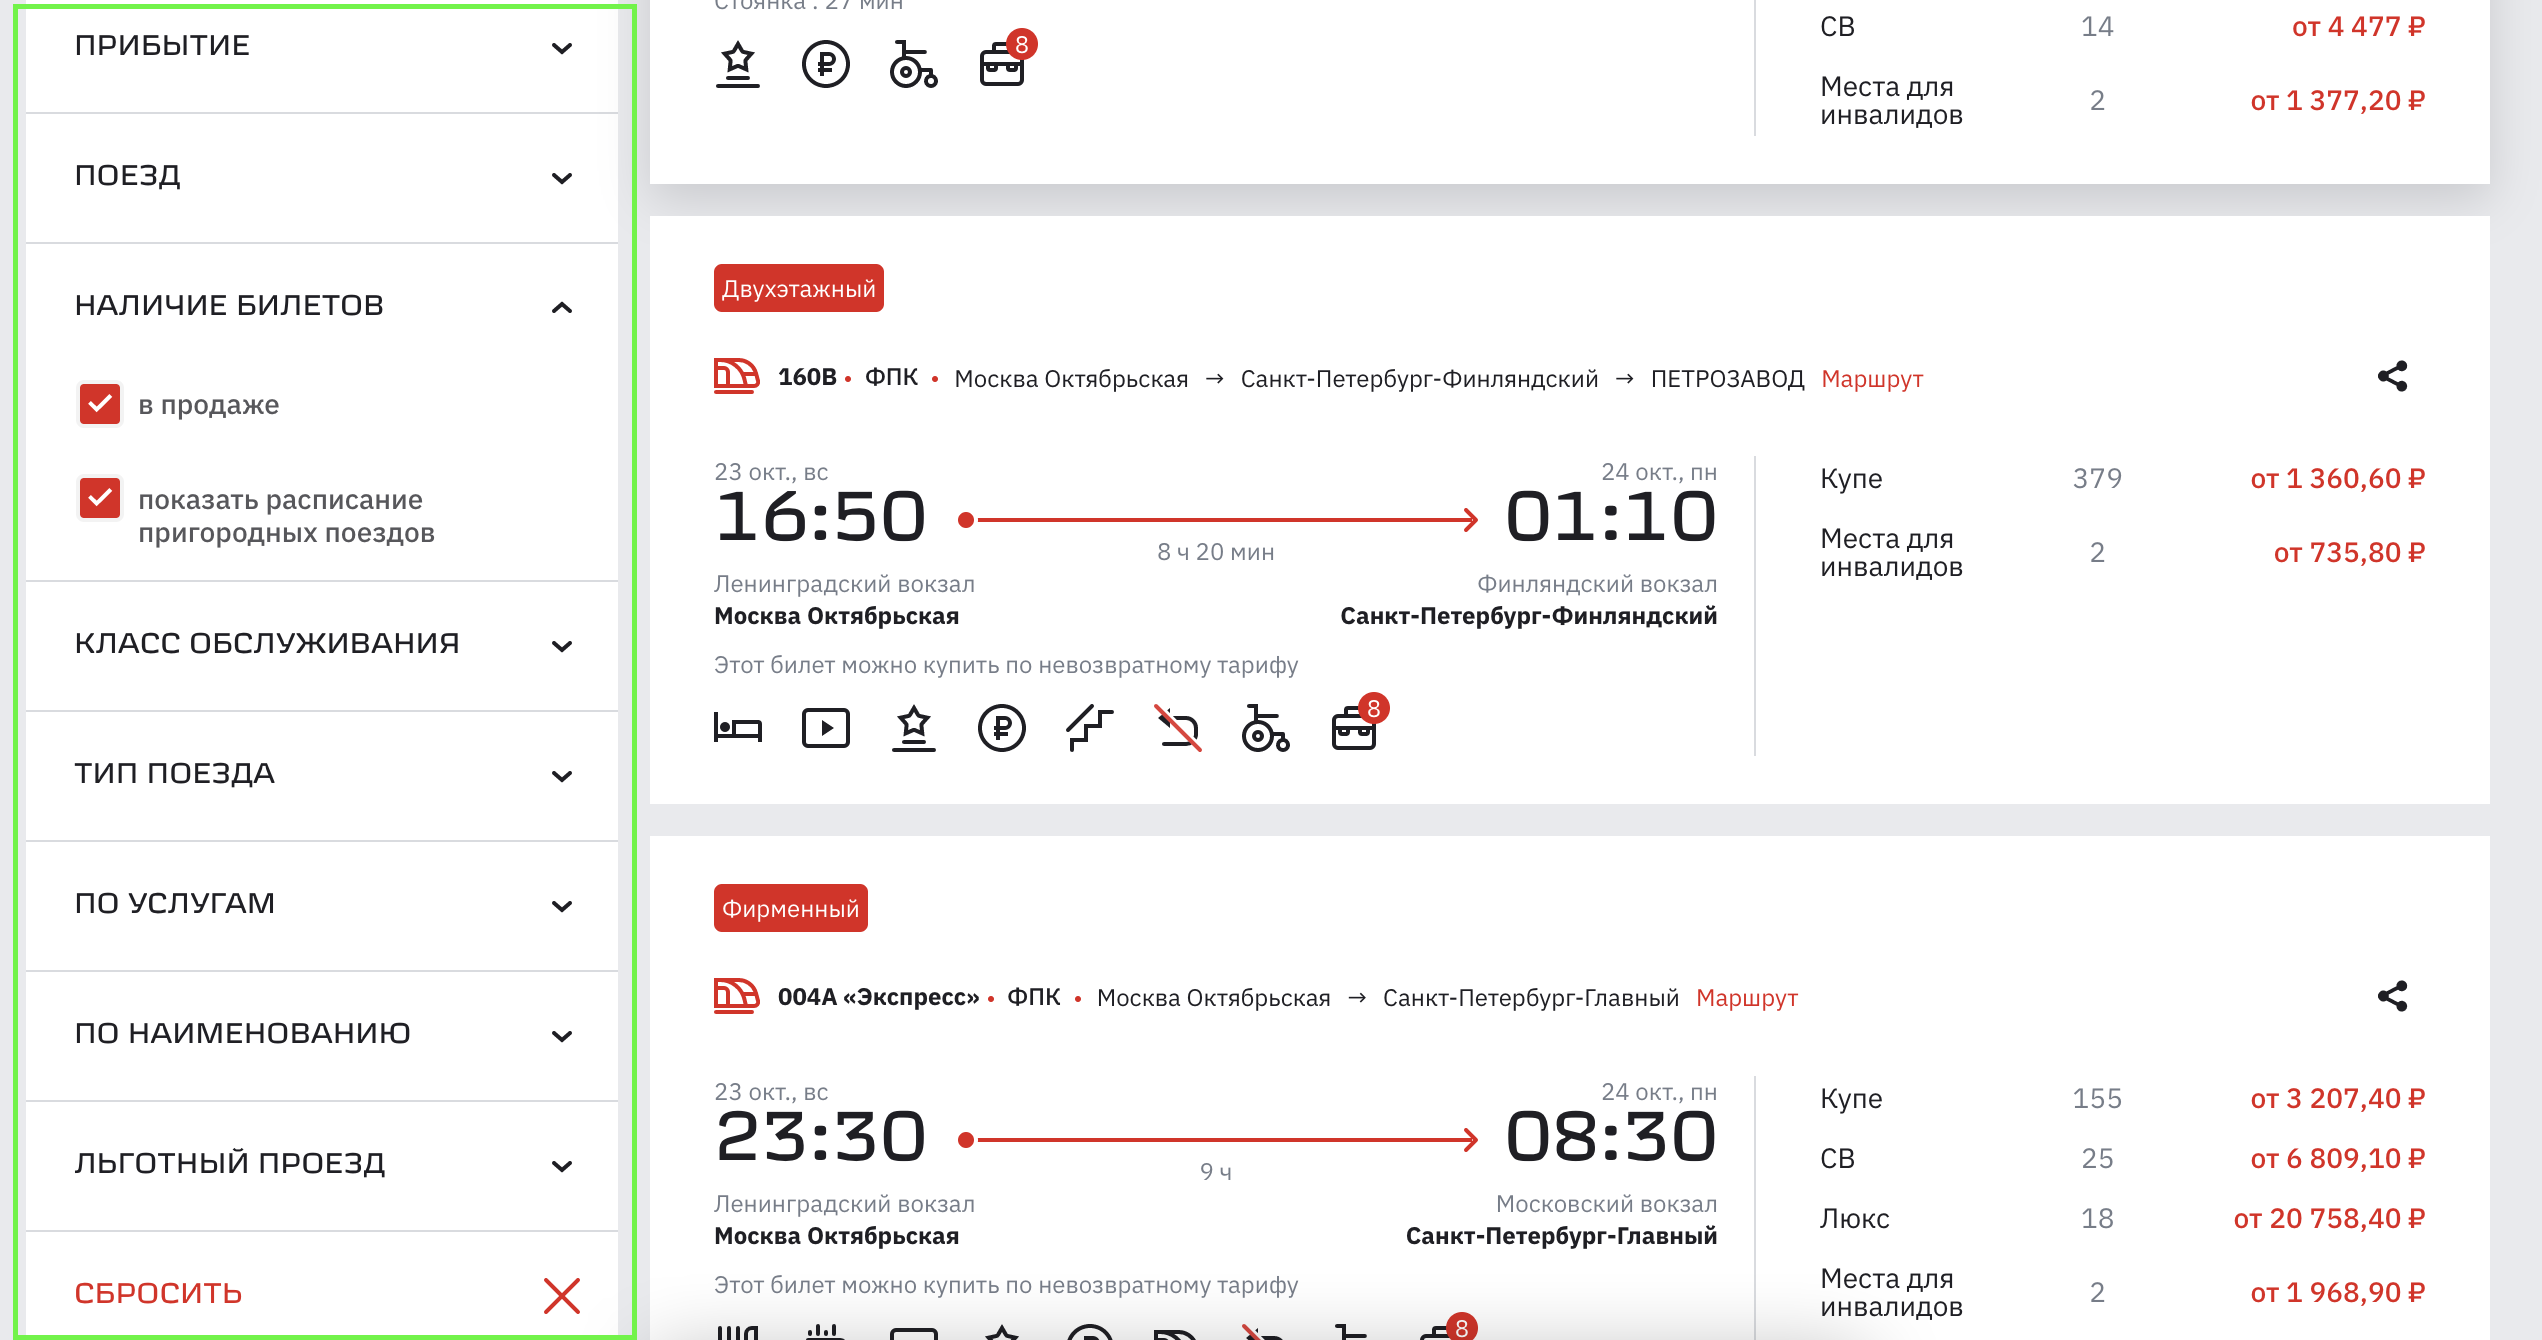 ПРИБЫТИЕ
ПОЕЗД
НАЛИЧИЕ БИЛЕТОВ
в продаже
показать расписание
пригородных поездов
КЛАСС ОБСЛУЖИВАНИЯ
ТИП ПОЕЗДА
ПО УСЛУГАМ
ПО НАИМЕНОВАНИЮ
ЛЬГОТНЫЙ ПРОЕЗД
СБРОСИТЬ
Стоянка : 27 мин
8
СВ 14 от 4 477 ₽
Места для
инвалидов 2 от 1 377,20 ₽
Двухэтажный
160В • ФПК • Москва Октябрьская → Санкт-Петербург-Финляндский → ПЕТРОЗАВОД Маршрут
23 окт., вс 24 окт., пн
16:50 01:10
8 ч 20 мин
Ленинградский вокзал Финляндский вокзал
Москва Октябрьская Санкт-Петербург-Финляндский
Этот билет можно купить по невозвратному тарифу
8
Купе 379 от 1 360,60 ₽
Места для
инвалидов 2 от 735,80 ₽
Фирменный
004А «Экспресс» • ФПК • Москва Октябрьская → Санкт-Петербург-Главный Маршрут
23 окт., вс 24 окт., пн
23:30 08:30
9 ч
Ленинградский вокзал Московский вокзал
Москва Октябрьская Санкт-Петербург-Главный
Этот билет можно купить по невозвратному тарифу
8
Купе 155 от 3 207,40 ₽
СВ 25 от 6 809,10 ₽
Люкс 18 от 20 758,40 ₽
Места для
инвалидов 2 от 1 968,90 ₽